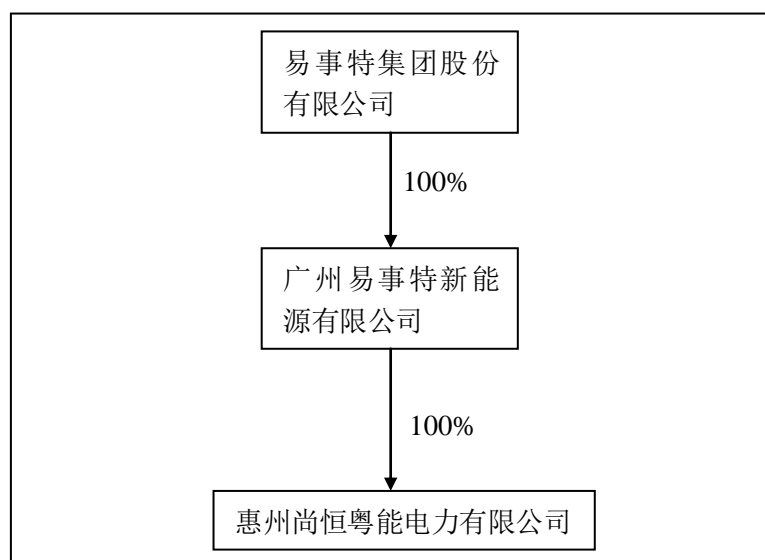 易事特集团股份
有限公司
100%
广州易事特新能
源有限公司
100%
惠州尚恒粤能电力有限公司